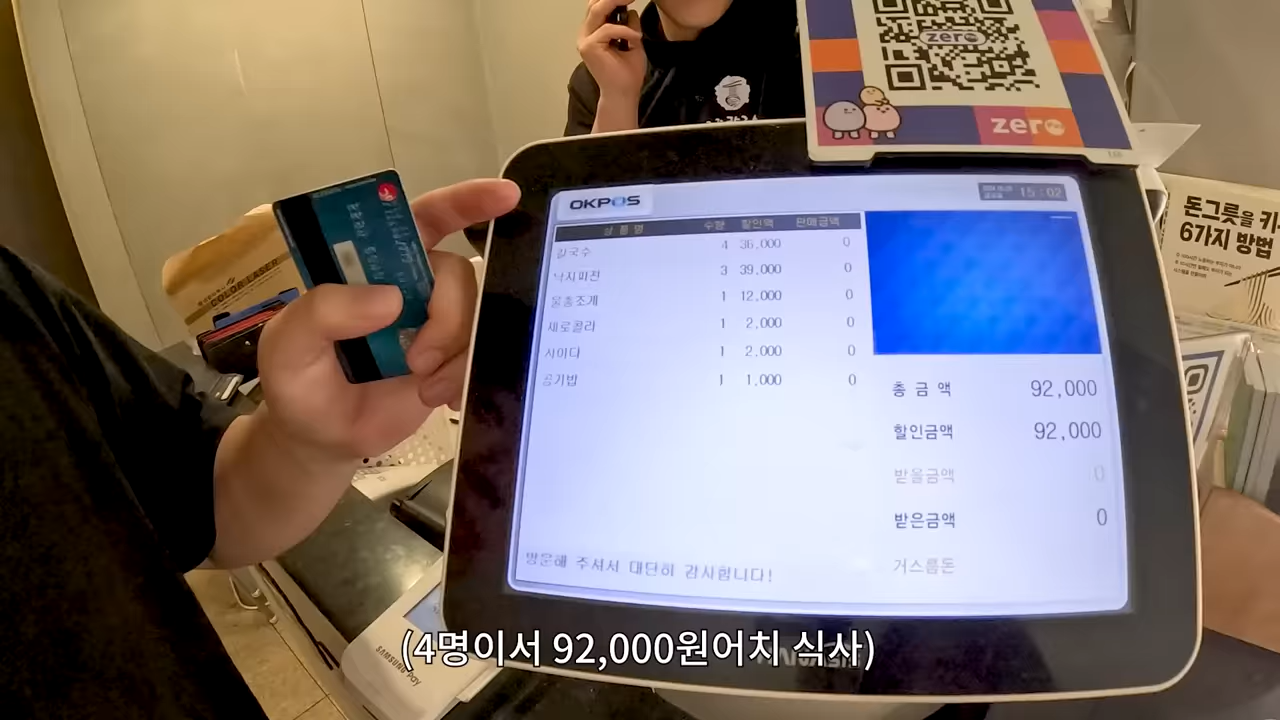 zero
zero
OKPOS
15:02
상 품 명 수량 할인액 판매금액
칼국수 4 36,000 0
낙지파전 3 39,000 0
물총조개 1 12,000 0
제로콜라 1 2,000 0
사이다 1 2,000 0
공기밥 1 1,000 0
총 금 액 92,000
할인금액 92,000
받을금액 0
받은금액 0
거스름돈
방문해 주셔서 대단히 감사합니다!
COLOR LASER
돈그릇을 키
6가지 방법
SAMSUNG Pay
(4명이서 92,000원어치 식사)